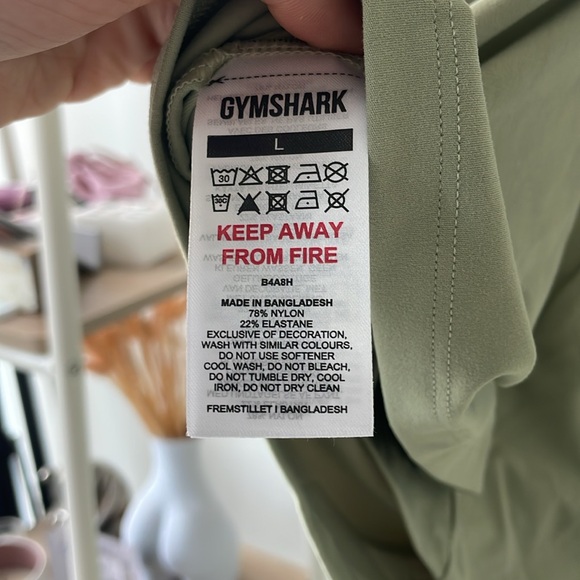 GYMSHARK
L
30
KEEP AWAY
FROM FIRE
B4A8H
MADE IN BANGLADESH
78% NYLON
22% ELASTANE
EXCLUSIVE OF DECORATION,
WASH WITH SIMILAR COLOURS,
DO NOT USE SOFTENER
COOL WASH, DO NOT BLEACH,
DO NOT TUMBLE DRY, COOL
IRON, DO NOT DRY CLEAN
FREMSTILLET I BANGLADESH